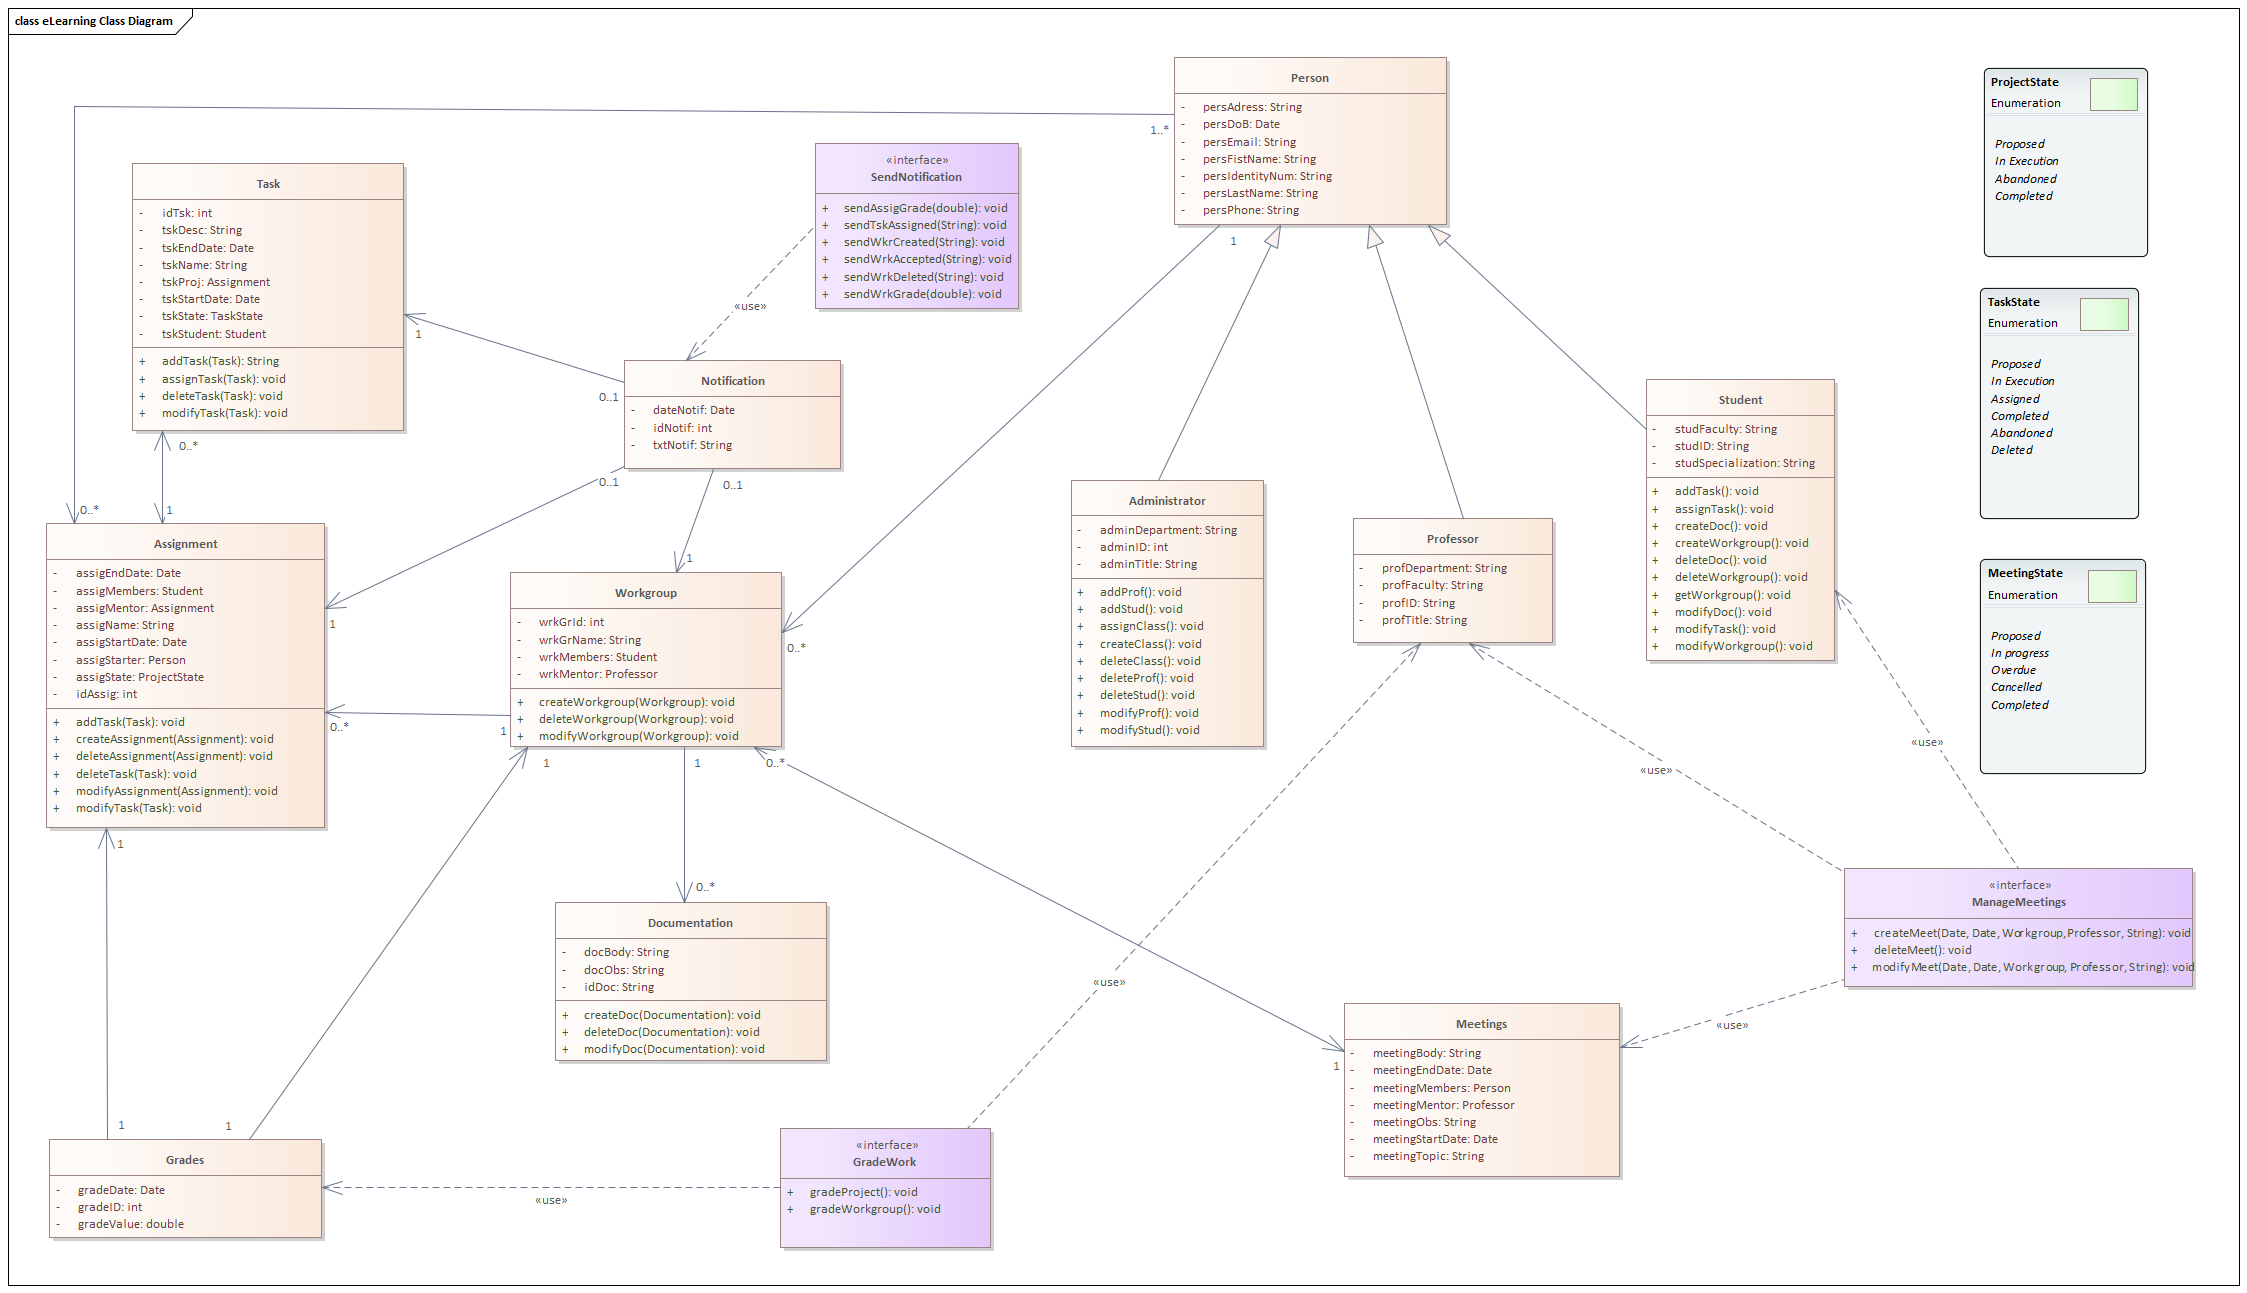 class eLearning Class Diagram
Person
- persAdress: String
- persDoB: Date
- persEmail: String
- persFistName: String
- persIdentityNum: String
- persLastName: String
- persPhone: String
1..*
1
ProjectState
Enumeration
Proposed
In Execution
Abandoned
Completed
«interface»
SendNotification
+ sendAssigGrade(double): void
+ sendTskAssigned(String): void
+ sendWkrCreated(String): void
+ sendWrkAccepted(String): void
+ sendWrkDeleted(String): void
+ sendWrkGrade(double): void
«use»
Task
- idTsk: int
- tskDesc: String
- tskEndDate: Date
- tskName: String
- tskProj: Assignment
- tskStartDate: Date
- tskState: TaskState
- tskStudent: Student
+ addTask(Task): String
+ assignTask(Task): void
+ deleteTask(Task): void
+ modifyTask(Task): void
1
0..*
TaskState
Enumeration
Proposed
In Execution
Assigned
Completed
Abandoned
Deleted
Notification
- dateNotif: Date
- idNotif: int
- txtNotif: String
0..1
0..1
0..1
Student
- studFaculty: String
- studID: String
- studSpecialization: String
+ addTask(): void
+ assignTask(): void
+ createDoc(): void
+ createWorkgroup(): void
+ deleteDoc(): void
+ deleteWorkgroup(): void
+ getWorkgroup(): void
+ modifyDoc(): void
+ modifyTask(): void
+ modifyWorkgroup(): void
Administrator
- adminDepartment: String
- adminID: int
- adminTitle: String
+ addProf(): void
+ addStud(): void
+ assignClass(): void
+ createClass(): void
+ deleteClass(): void
+ deleteProf(): void
+ deleteStud(): void
+ modifyProf(): void
+ modifyStud(): void
Professor
- profDepartment: String
- profFaculty: String
- profID: String
- profTitle: String
0..*
1
Assignment
- assigEndDate: Date
- assigMembers: Student
- assigMentor: Assignment
- assigName: String
- assigStartDate: Date
- assigStarter: Person
- assigState: ProjectState
- idAssig: int
+ addTask(Task): void
+ createAssignment(Assignment): void
+ deleteAssignment(Assignment): void
+ deleteTask(Task): void
+ modifyAssignment(Assignment): void
+ modifyTask(Task): void
1
0..*
1
1
Workgroup
- wrkGrId: int
- wrkGrName: String
- wrkMembers: Student
- wrkMentor: Professor
+ createWorkgroup(Workgroup): void
+ deleteWorkgroup(Workgroup): void
+ modifyWorkgroup(Workgroup): void
0..*
1
1
1
0..*
MeetingState
Enumeration
Proposed
In progress
Overdue
Cancelled
Completed
«use»
«use»
0..*
Documentation
- docBody: String
- docObs: String
- idDoc: String
+ createDoc(Documentation): void
+ deleteDoc(Documentation): void
+ modifyDoc(Documentation): void
«interface»
ManageMeetings
+ createMeet(Date, Date, Workgroup, Professor, String): void
+ deleteMeet(): void
+ modifyMeet(Date, Date, Workgroup, Professor, String): void
«use»
«use»
Meetings
- meetingBody: String
- meetingEndDate: Date
- meetingMembers: Person
- meetingMentor: Professor
- meetingObs: String
- meetingStartDate: Date
- meetingTopic: String
1
1
1
Grades
- gradeDate: Date
- gradeID: int
- gradeValue: double
«use»
«interface»
GradeWork
+ gradeProject(): void
+ gradeWorkgroup(): void